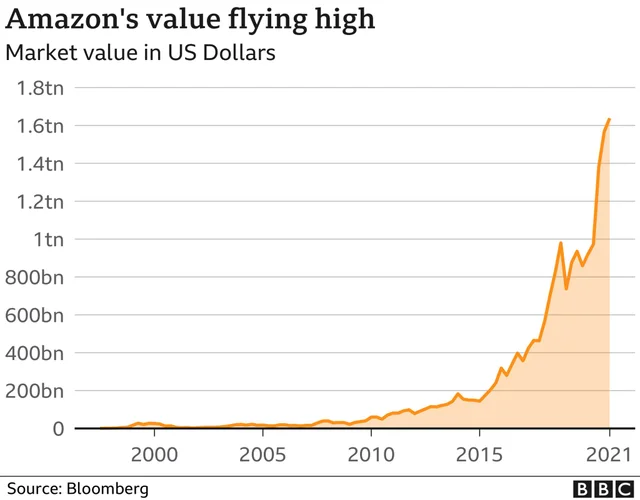 Amazon's value flying high
Market value in US Dollars
1.8tn
1.6tn
1.4tn
1.2tn
1tn
800bn
600bn
400bn
200bn
0
2000 2005 2010 2015 2021
Source: Bloomberg
BBC